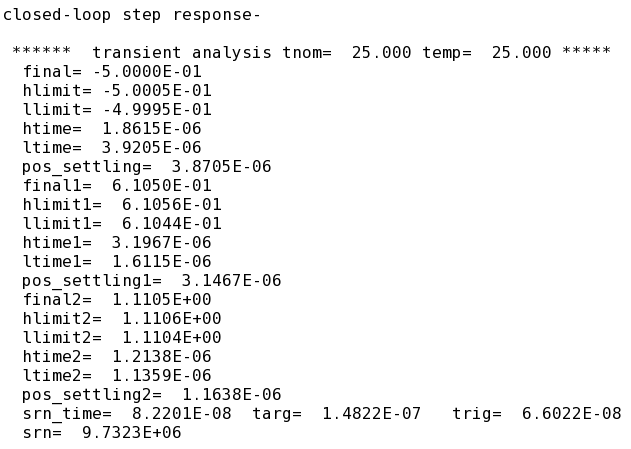 closed-loop step response-
****** transient analysis tnom= 25.000 temp= 25.000 *****
final= -5.0000E-01
hlimit= -5.0005E-01
llimit= -4.9995E-01
htime= 1.8615E-06
ltime= 3.9205E-06
pos_settling= 3.8705E-06
final1= 6.1050E-01
hlimit1= 6.1056E-01
llimit1= 6.1044E-01
htime1= 3.1967E-06
ltime1= 1.6115E-06
pos_settling1= 3.1467E-06
final2= 1.1105E+00
hlimit2= 1.1106E+00
llimit2= 1.1104E+00
htime2= 1.2138E-06
ltime2= 1.1359E-06
pos_settling2= 1.1638E-06
srn_time= 8.2201E-08 targ= 1.4822E-07 trig= 6.6022E-08
srn= 9.7323E+06